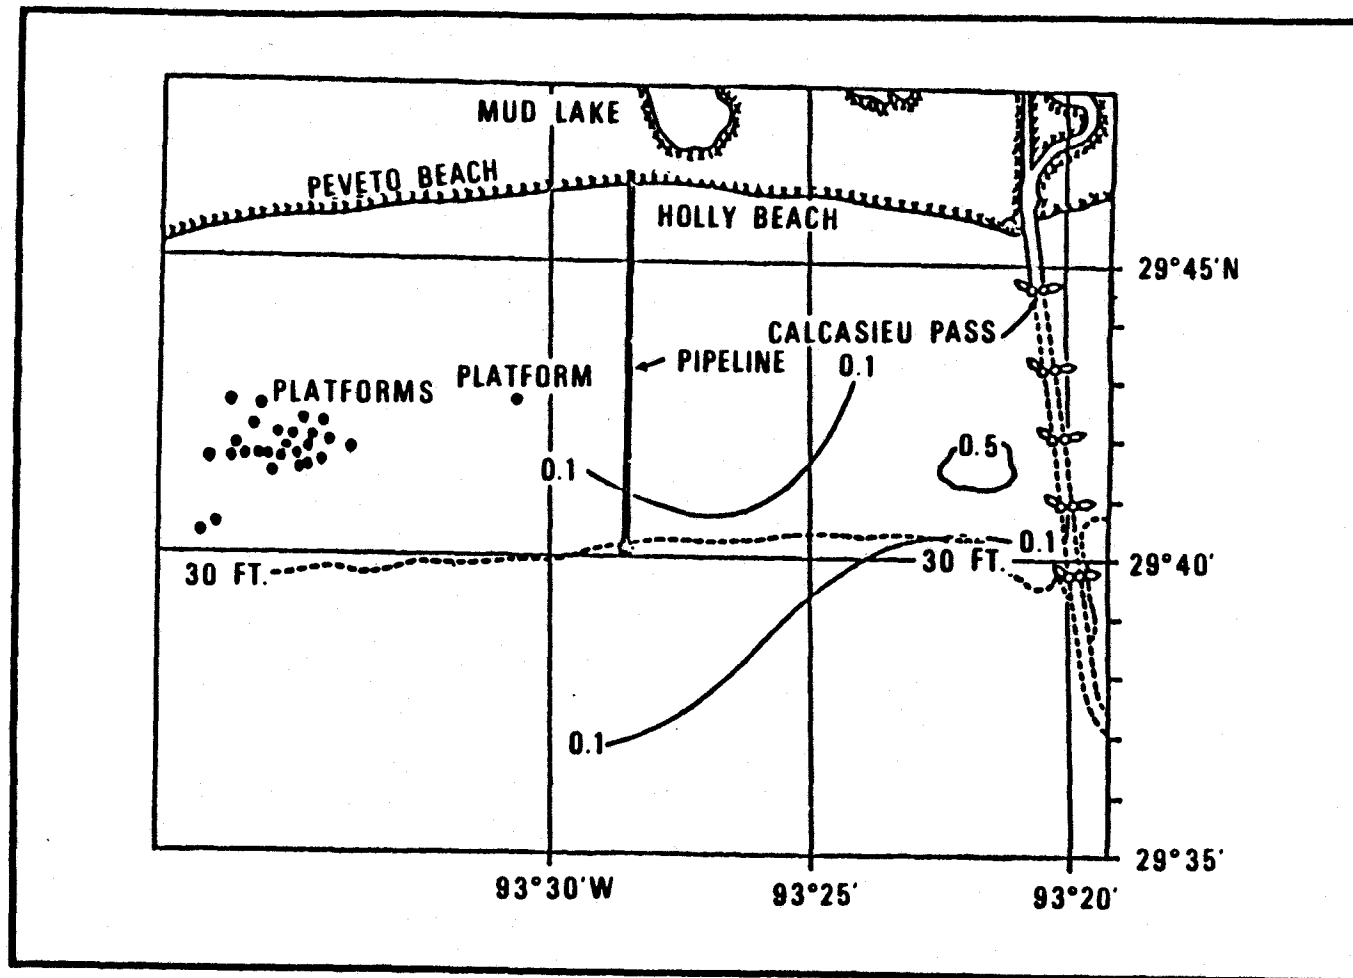 MUD LAKE
PEVETO BEACH
HOLLY BEACH
29°45'N
CALCASIEU PASS
PIPELINE
0.1
PLATFORM
PLATFORMS
0.5
0.1
0.1
30 FT.
29°40'
30 FT.
0.1
29°35'
93°30'W
93°25'
93°20'